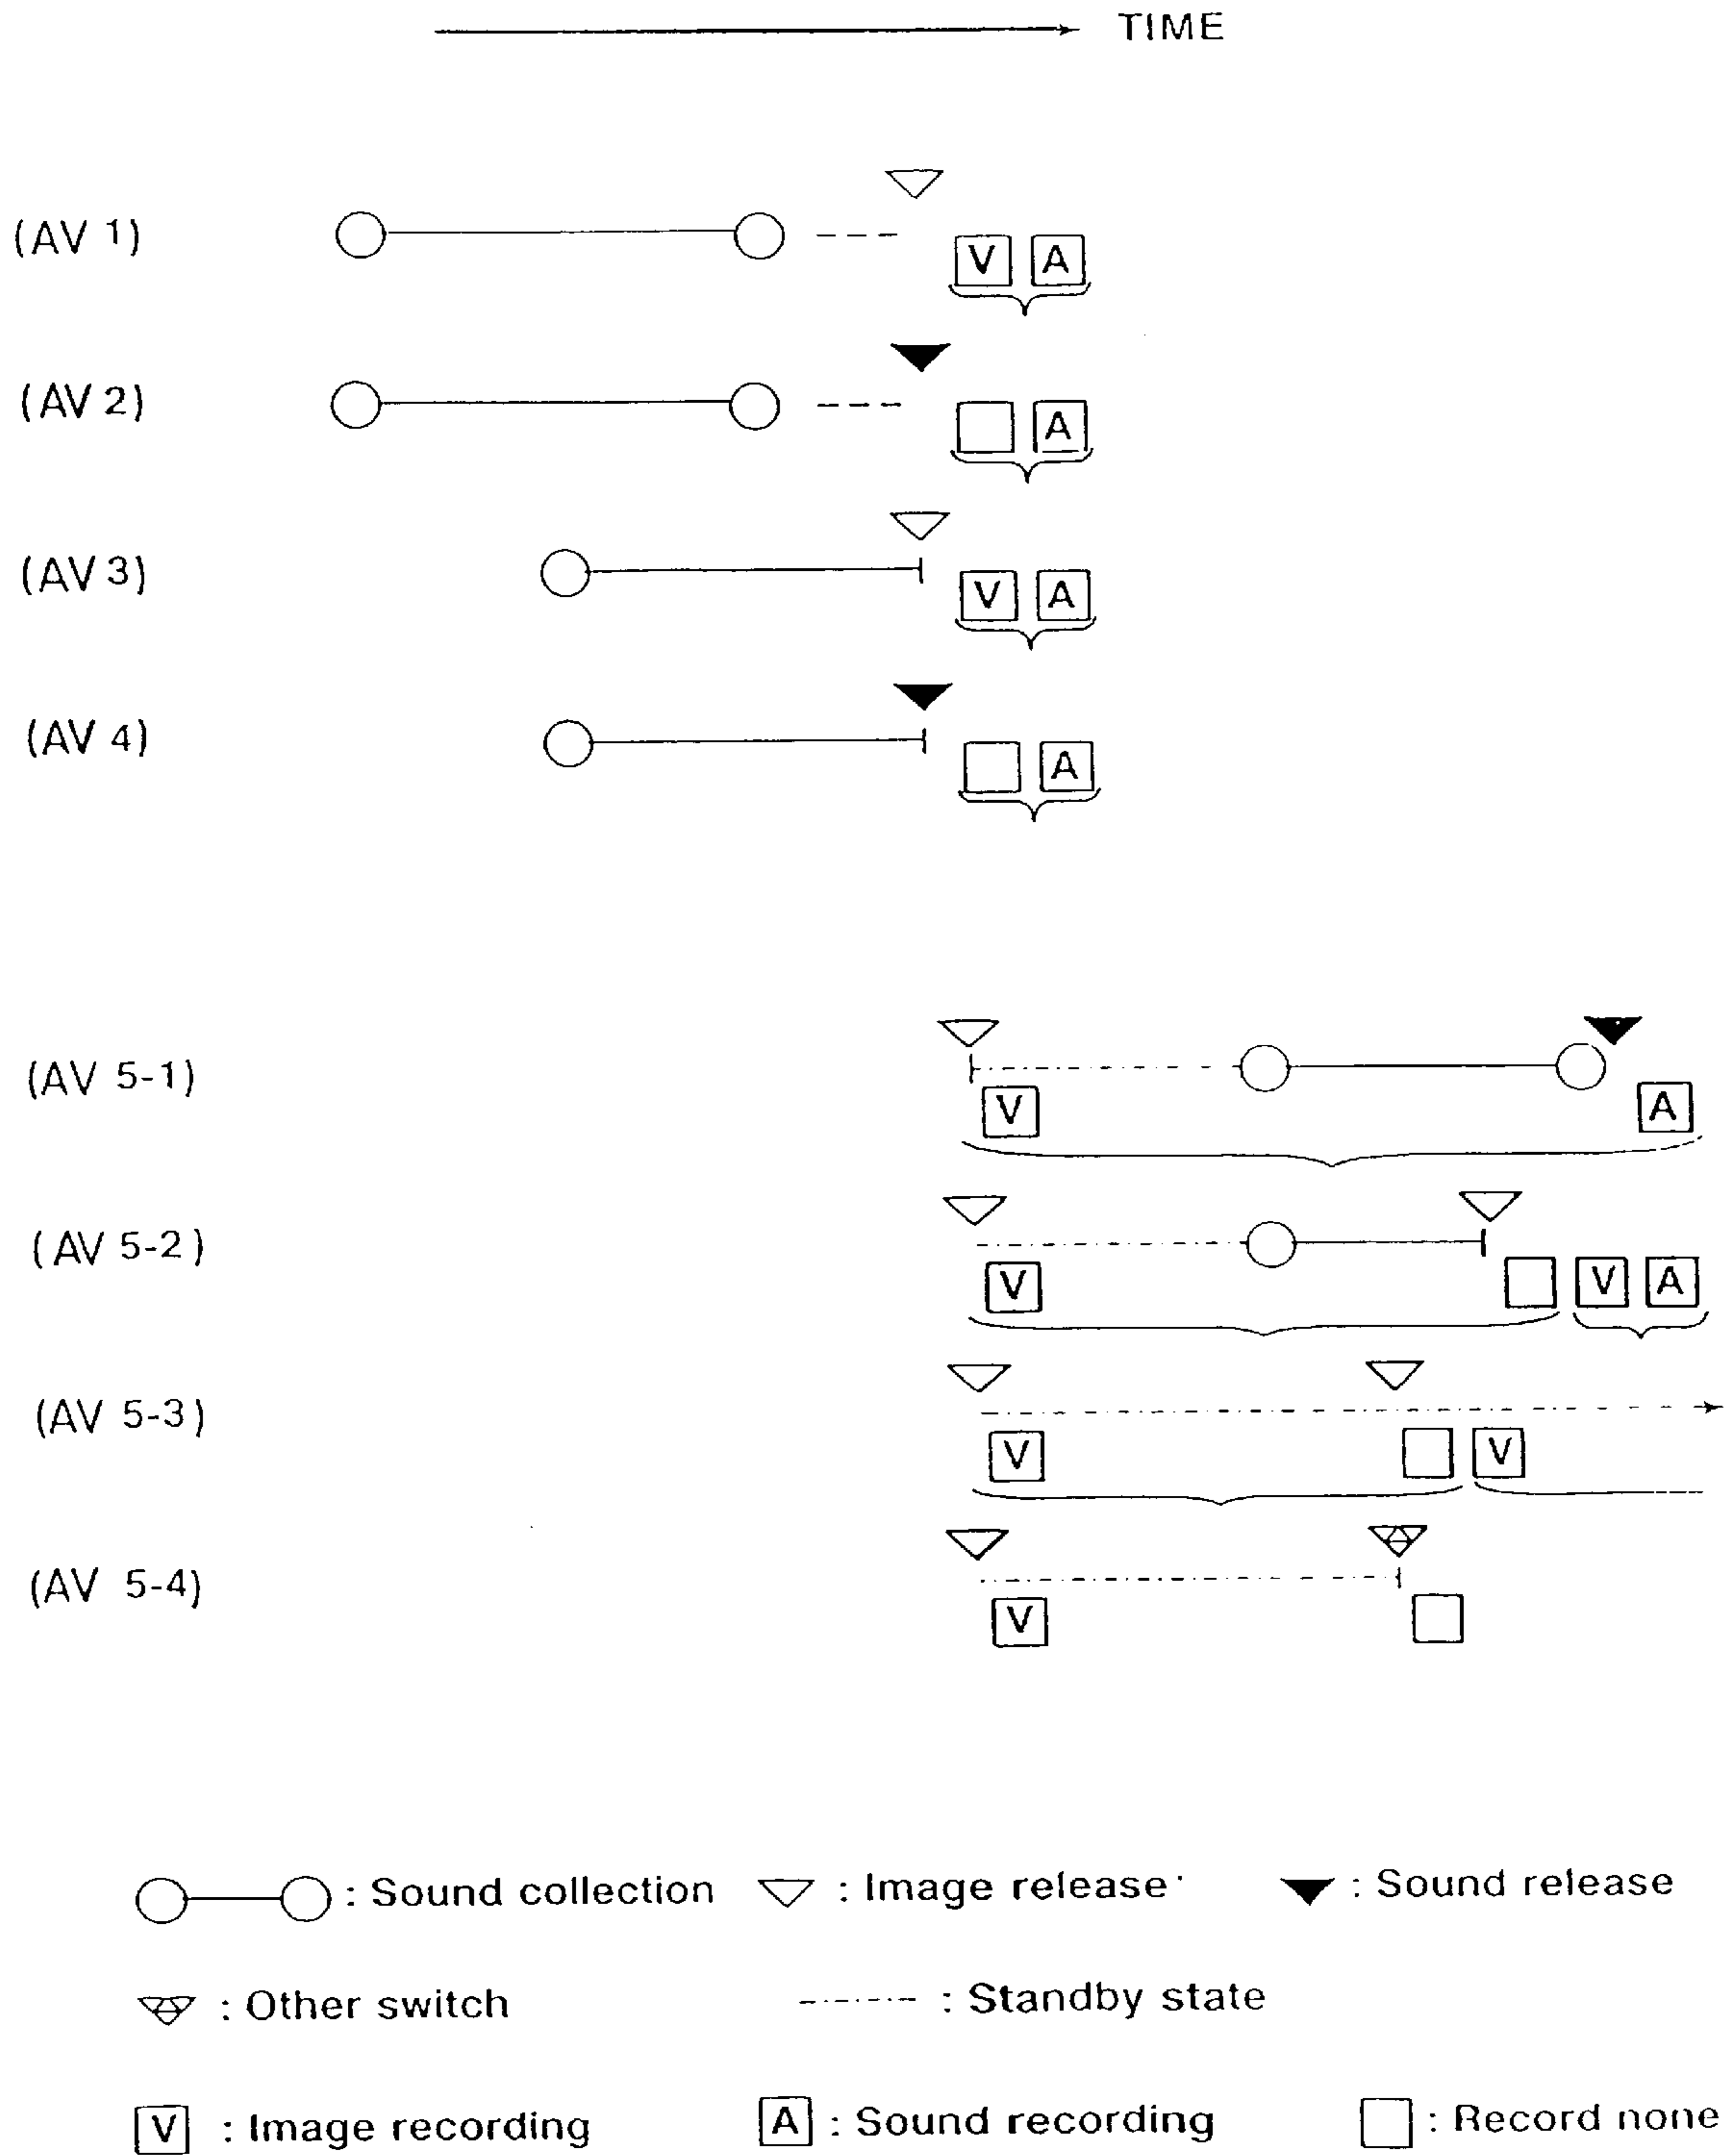 TIME
(AV 1)
V A
(AV 2)
A
(AV 3)
V A
(AV 4)
A
(AV 5-1)
V A
(AV 5-2)
V V A
(AV 5-3)
V V
(AV 5-4)
V
: Sound collection : Image release : Sound release
: Other switch : Standby state
V : Image recording A : Sound recording : Record none